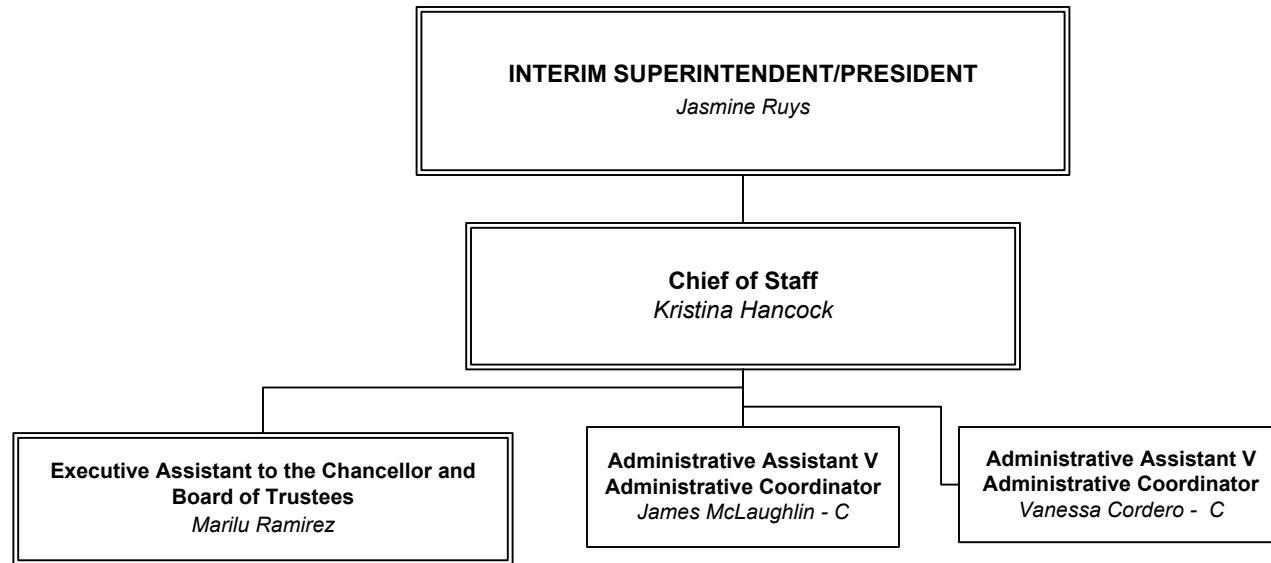 INTERIM SUPERINTENDENT/PRESIDENT
Jasmine Ruys
Chief of Staff
Kristina Hancock
Executive Assistant to the Chancellor and
Board of Trustees
Marilu Ramirez
Administrative Assistant V
Administrative Coordinator
James McLaughlin - C
Administrative Assistant V
Administrative Coordinator
Vanessa Cordero - C